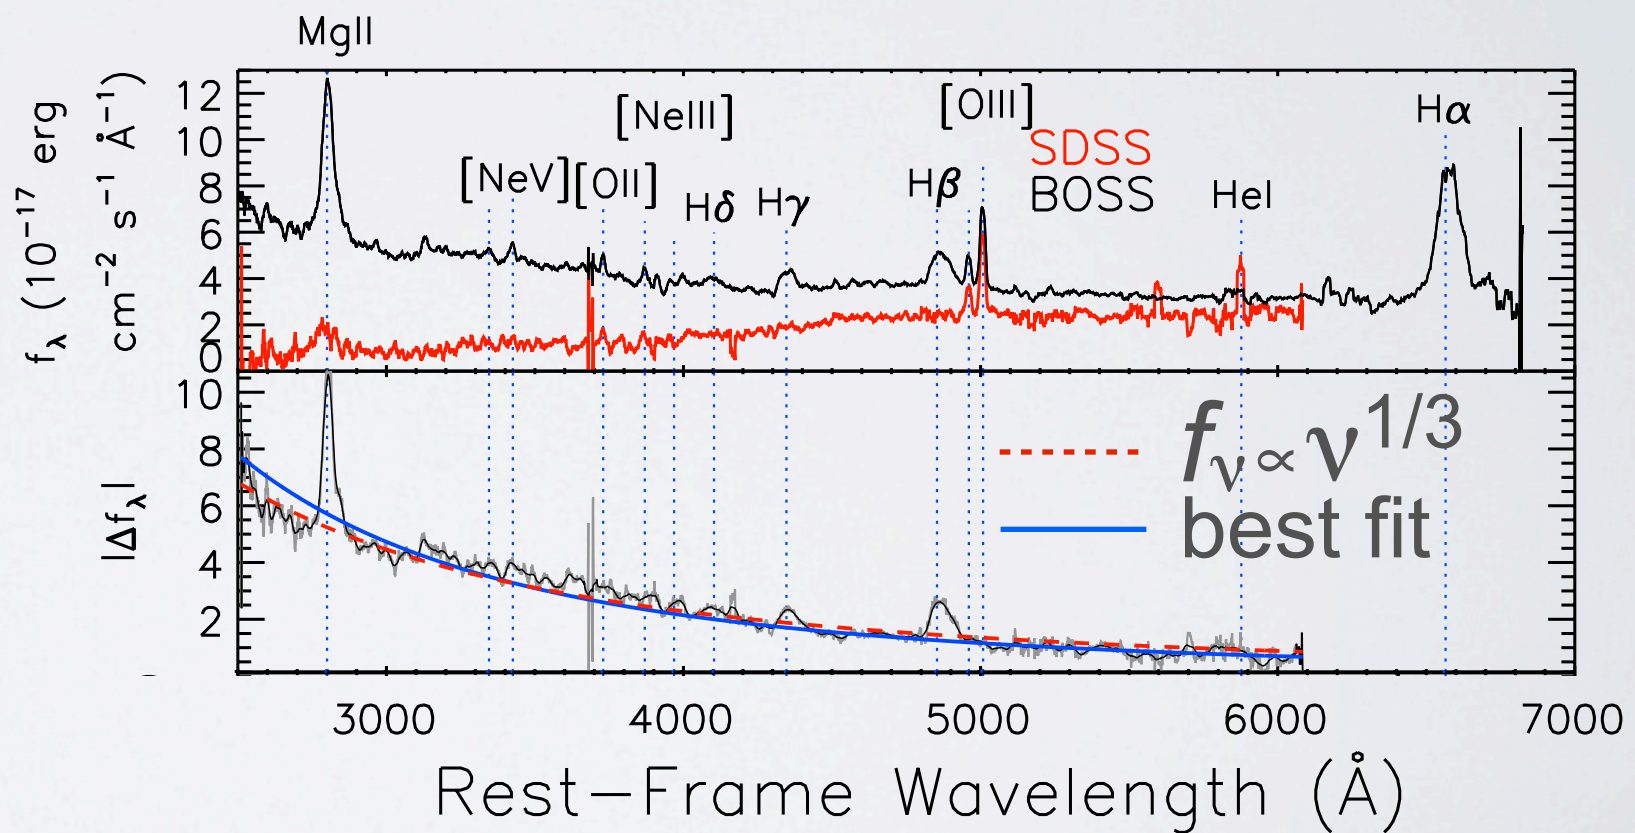 MgII
[NeV]
[OII]
[NeIII]
Hδ
Hγ
Hβ
[OIII]
SDSS
BOSS
HeI
Hα
f_λ (10^−17 erg
cm^−2 s^−1 Å^−1)
12
10
8
6
4
2
0
|Δf_λ|
10
8
6
4
2
f_ν ∝ ν^1/3
best fit
3000 4000 5000 6000 7000
Rest−Frame Wavelength (Å)